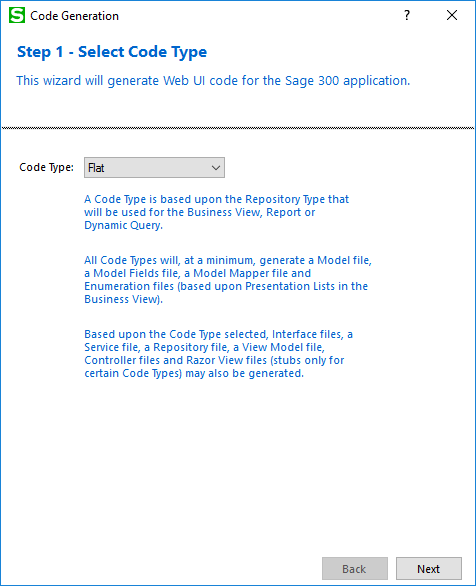 S Code Generation ?
Step 1 - Select Code Type
This wizard will generate Web UI code for the Sage 300 application.
Code Type: Flat
A Code Type is based upon the Repository Type that
will be used for the Business View, Report or
Dynamic Query.
All Code Types will, at a minimum, generate a Model file,
a Model Fields file, a Model Mapper file and
Enumeration files (based upon Presentation Lists in the
Business View).
Based upon the Code Type selected, Interface files, a
Service file, a Repository file, a View Model file,
Controller files and Razor View files (stubs only for
certain Code Types) may also be generated.
Back Next